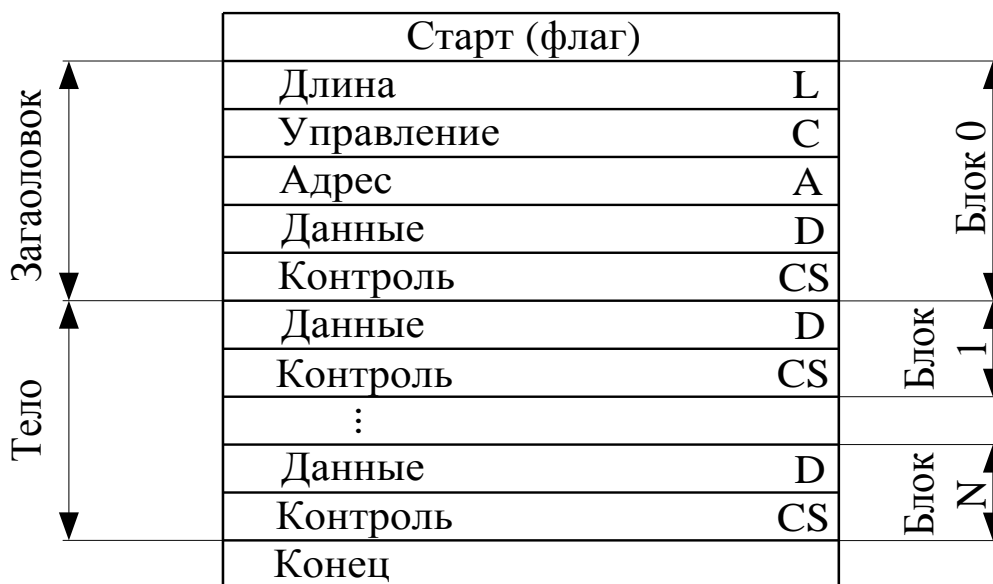 Старт (флаг)
Длина L
Управление C
Адрес A
Данные D
Контроль CS
Данные D
Контроль CS
⋮
Данные D
Контроль CS
Конец
Загаоловок
Тело
Блок 0
Блок
1
Блок
N